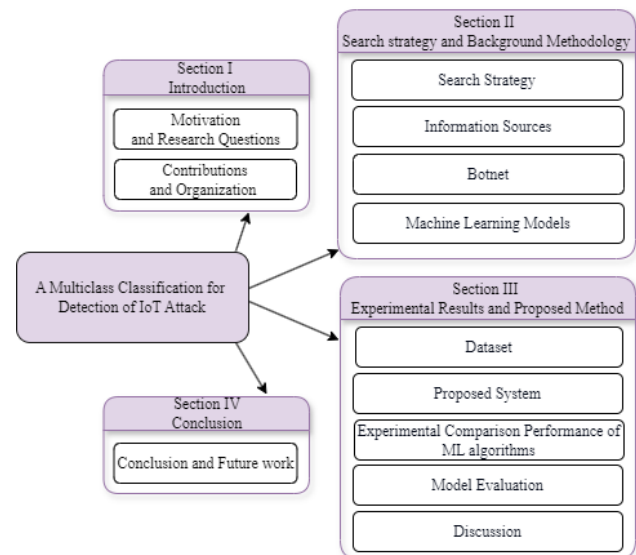 Section I
Introduction
Motivation
and Research Questions
Contributions
and Organization
Section II
Search strategy and Background Methodology
Search Strategy
Information Sources
Botnet
Machine Learning Models
A Multiclass Classification for
Detection of IoT Attack
Section III
Experimental Results and Proposed Method
Dataset
Proposed System
Experimental Comparison Performance of
ML algorithms
Model Evaluation
Discussion
Section IV
Conclusion
Conclusion and Future work